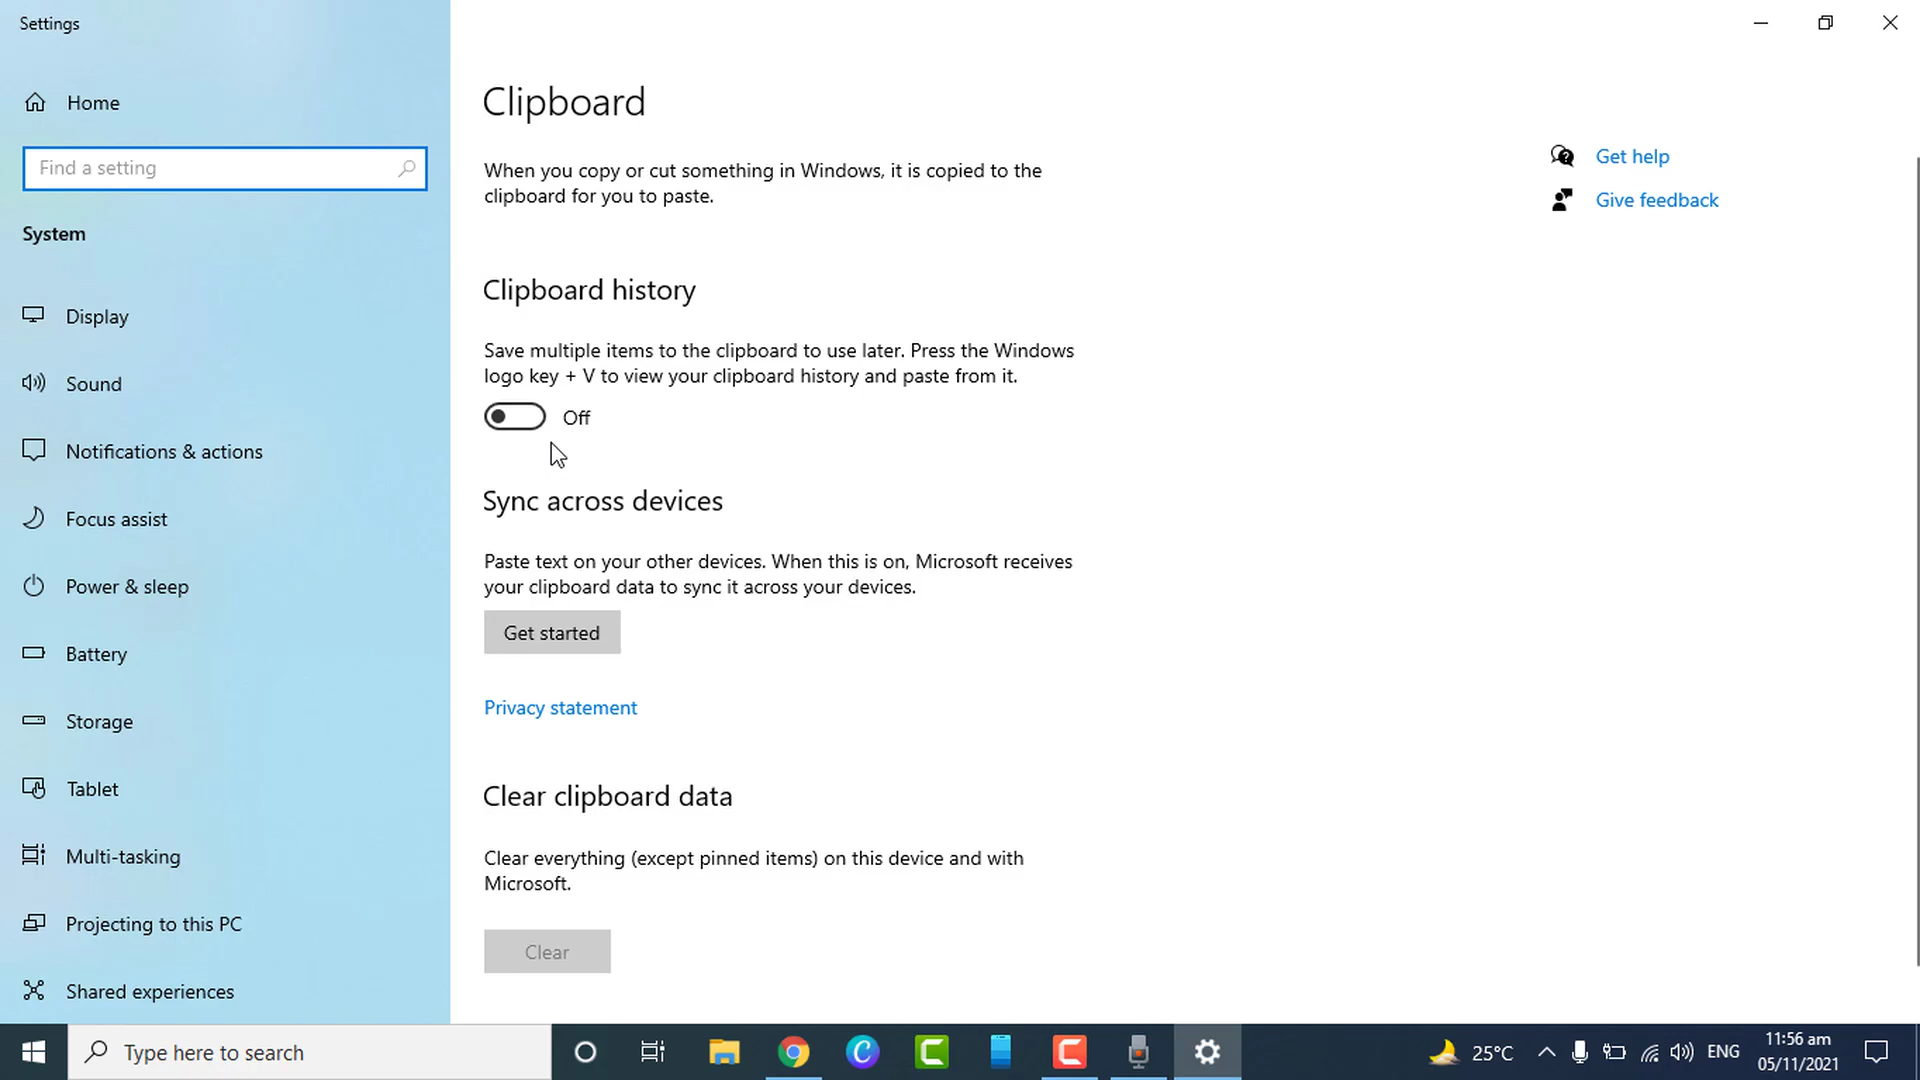 Settings
Home
Find a setting
System
Display
Sound
Notifications & actions
Focus assist
Power & sleep
Battery
Storage
Tablet
Multi-tasking
Projecting to this PC
Shared experiences
Clipboard
When you copy or cut something in Windows, it is copied to the
clipboard for you to paste.
Clipboard history
Save multiple items to the clipboard to use later. Press the Windows
logo key + V to view your clipboard history and paste from it.
Off
Sync across devices
Paste text on your other devices. When this is on, Microsoft receives
your clipboard data to sync it across your devices.
Get started
Privacy statement
Clear clipboard data
Clear everything (except pinned items) on this device and with
Microsoft.
Clear
Get help
Give feedback
Type here to search
25°C
ENG
11:56 am
05/11/2021